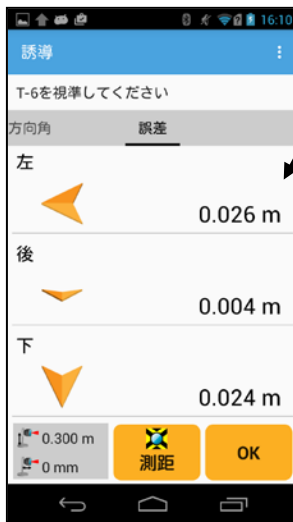 16:10
誘導
T-6を視準してください
方向角 誤差
左
0.026 m
後
0.004 m
下
0.024 m
0.300 m
0 mm
測距
OK